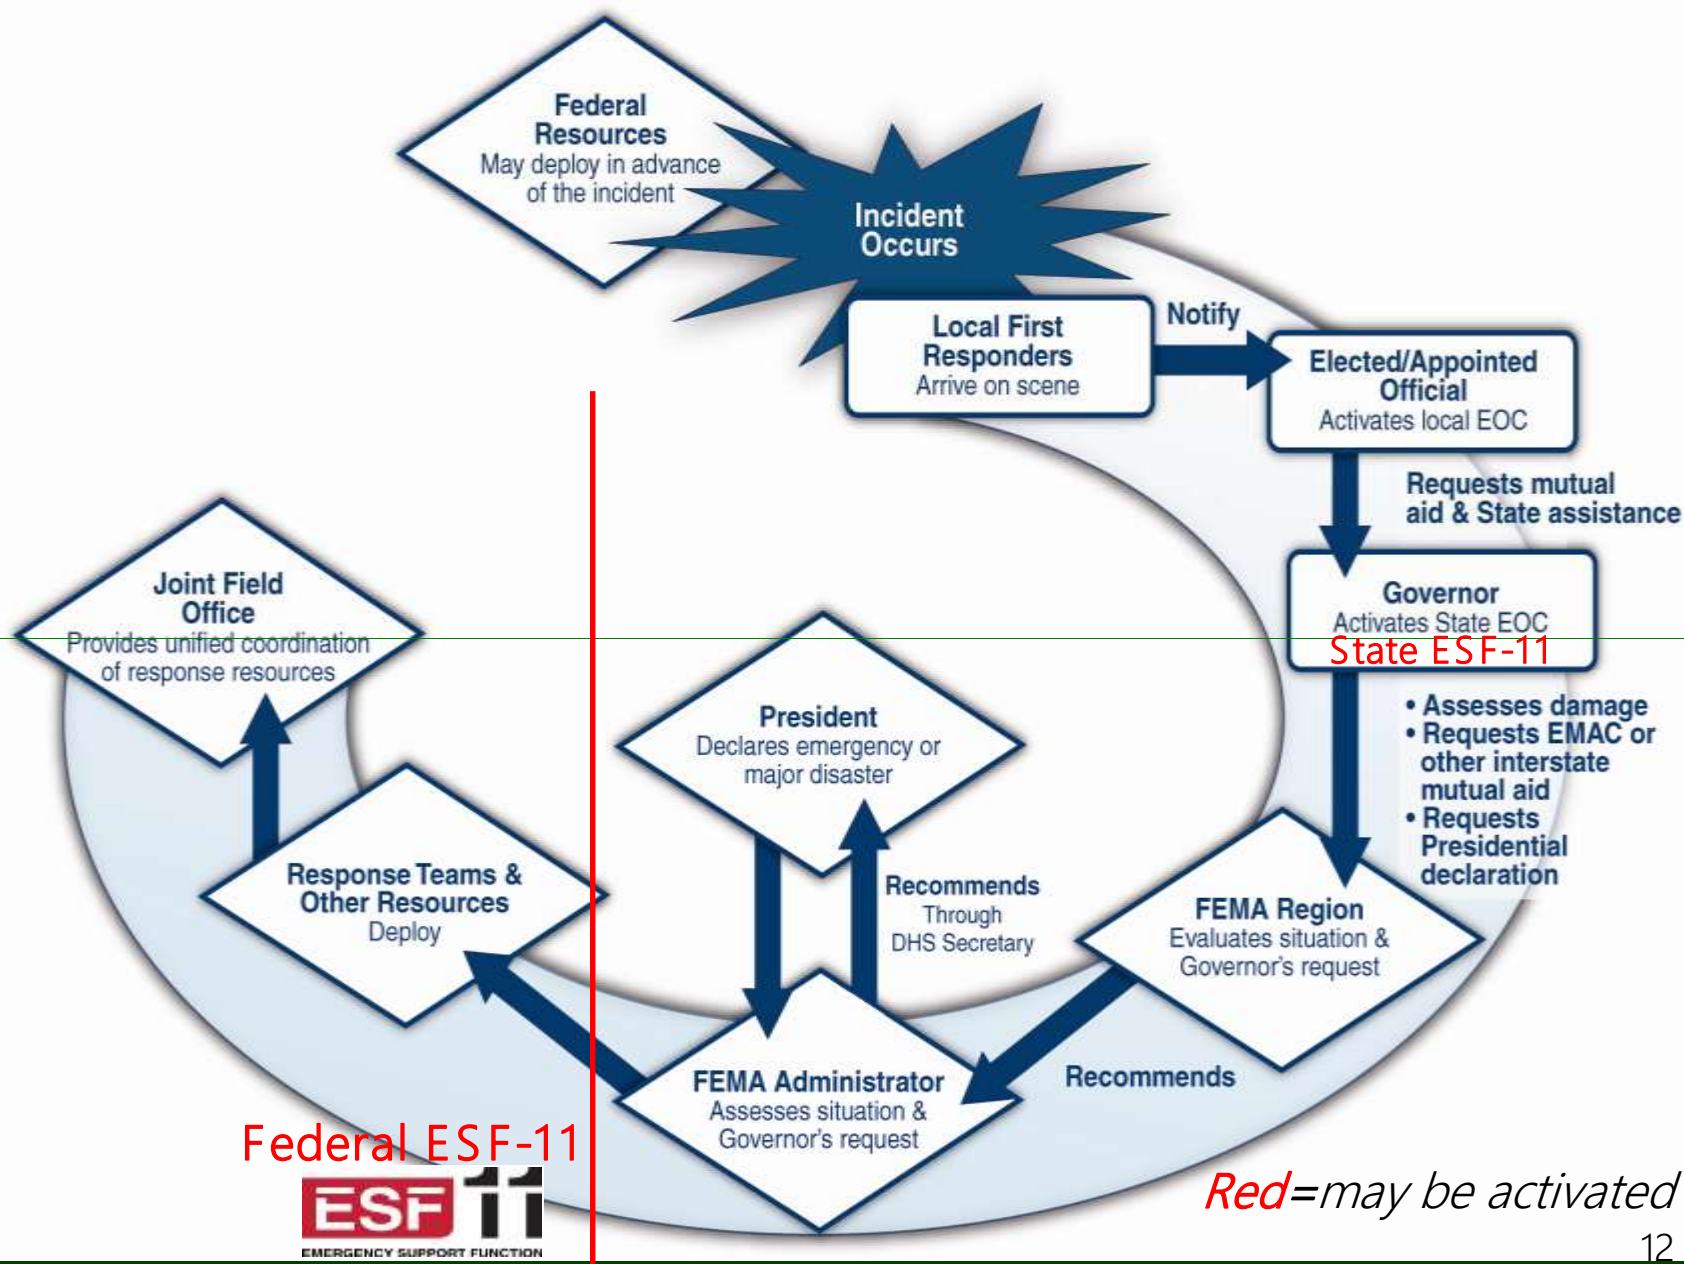 Federal
Resources
May deploy in advance
of the incident
Incident
Occurs
Local First
Responders
Arrive on scene
Notify
Elected/Appointed
Official
Activates local EOC
Requests mutual
aid & State assistance
Governor
Activates State EOC
State ESF-11
• Assesses damage
• Requests EMAC or
other interstate
mutual aid
• Requests
Presidential
declaration
FEMA Region
Evaluates situation &
Governor's request
Recommends
FEMA Administrator
Assesses situation &
Governor's request
Recommends
Through
DHS Secretary
President
Declares emergency or
major disaster
Response Teams &
Other Resources
Deploy
Joint Field
Office
Provides unified coordination
of response resources
Federal ESF-11
ESF 11
EMERGENCY SUPPORT FUNCTION
Red=may be activated
12